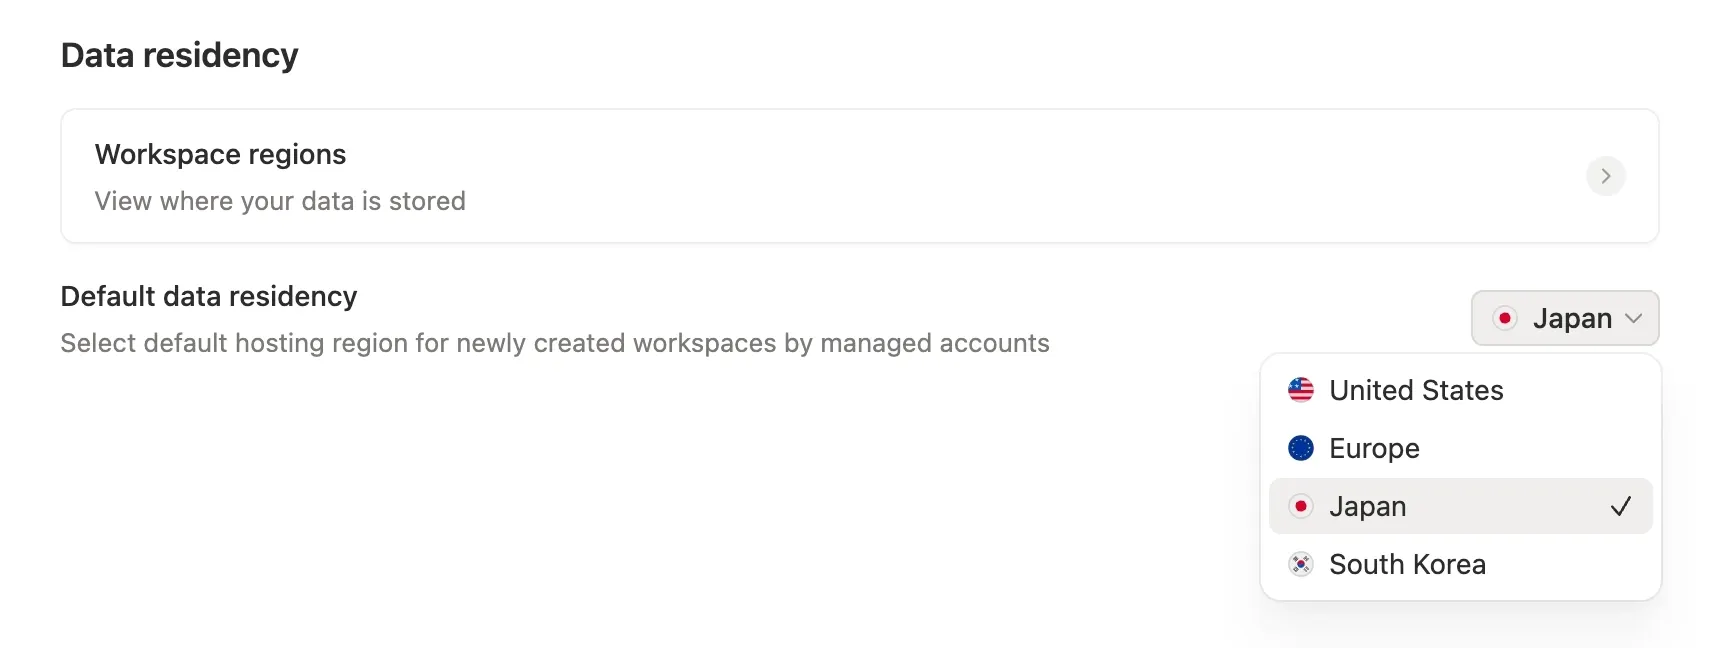 Data residency
Workspace regions
View where your data is stored
Default data residency
Select default hosting region for newly created workspaces by managed accounts
Japan
United States
Europe
Japan
South Korea